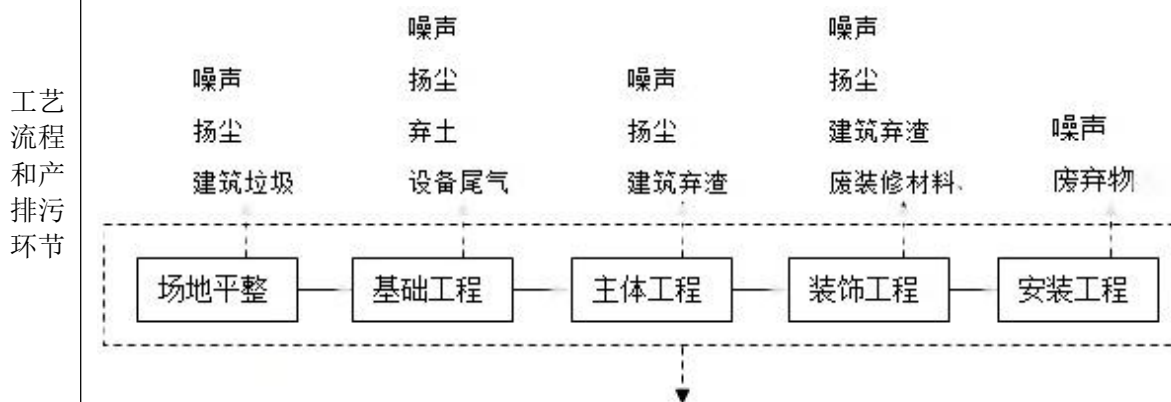 工艺
流程
和产
排污
环节
噪声
扬尘
建筑垃圾
噪声
扬尘
弃土
设备尾气
噪声
扬尘
建筑弃渣
噪声
扬尘
建筑弃渣
废装修材料、
噪声
废弃物
场地平整
基础工程
主体工程
装饰工程
安装工程